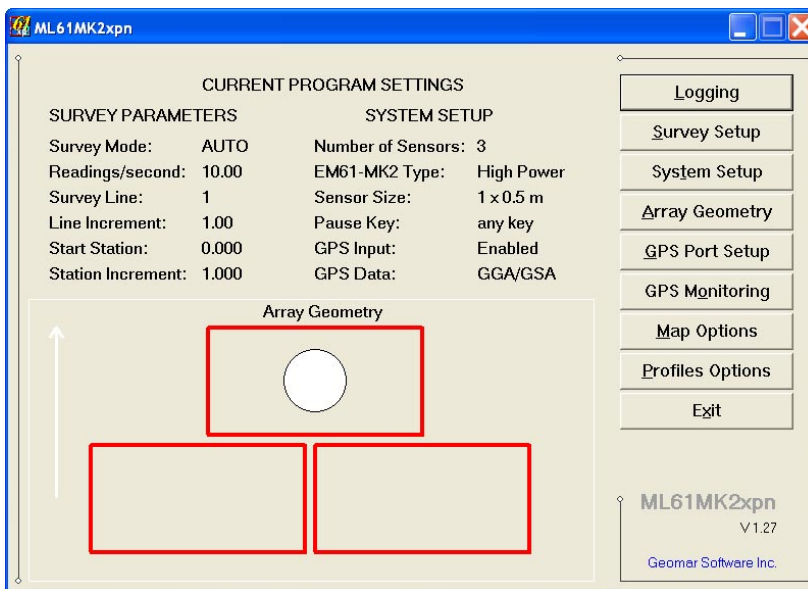 ML61MK2xpn
CURRENT PROGRAM SETTINGS
SURVEY PARAMETERS
Survey Mode: AUTO
Readings/second: 10.00
Survey Line: 1
Line Increment: 1.00
Start Station: 0.000
Station Increment: 1.000
SYSTEM SETUP
Number of Sensors: 3
EM61-MK2 Type: High Power
Sensor Size: 1 x 0.5 m
Pause Key: any key
GPS Input: Enabled
GPS Data: GGA/GSA
Array Geometry
Logging
Survey Setup
System Setup
Array Geometry
GPS Port Setup
GPS Monitoring
Map Options
Profiles Options
Exit
ML61MK2xpn
V 1.27
Geomar Software Inc.